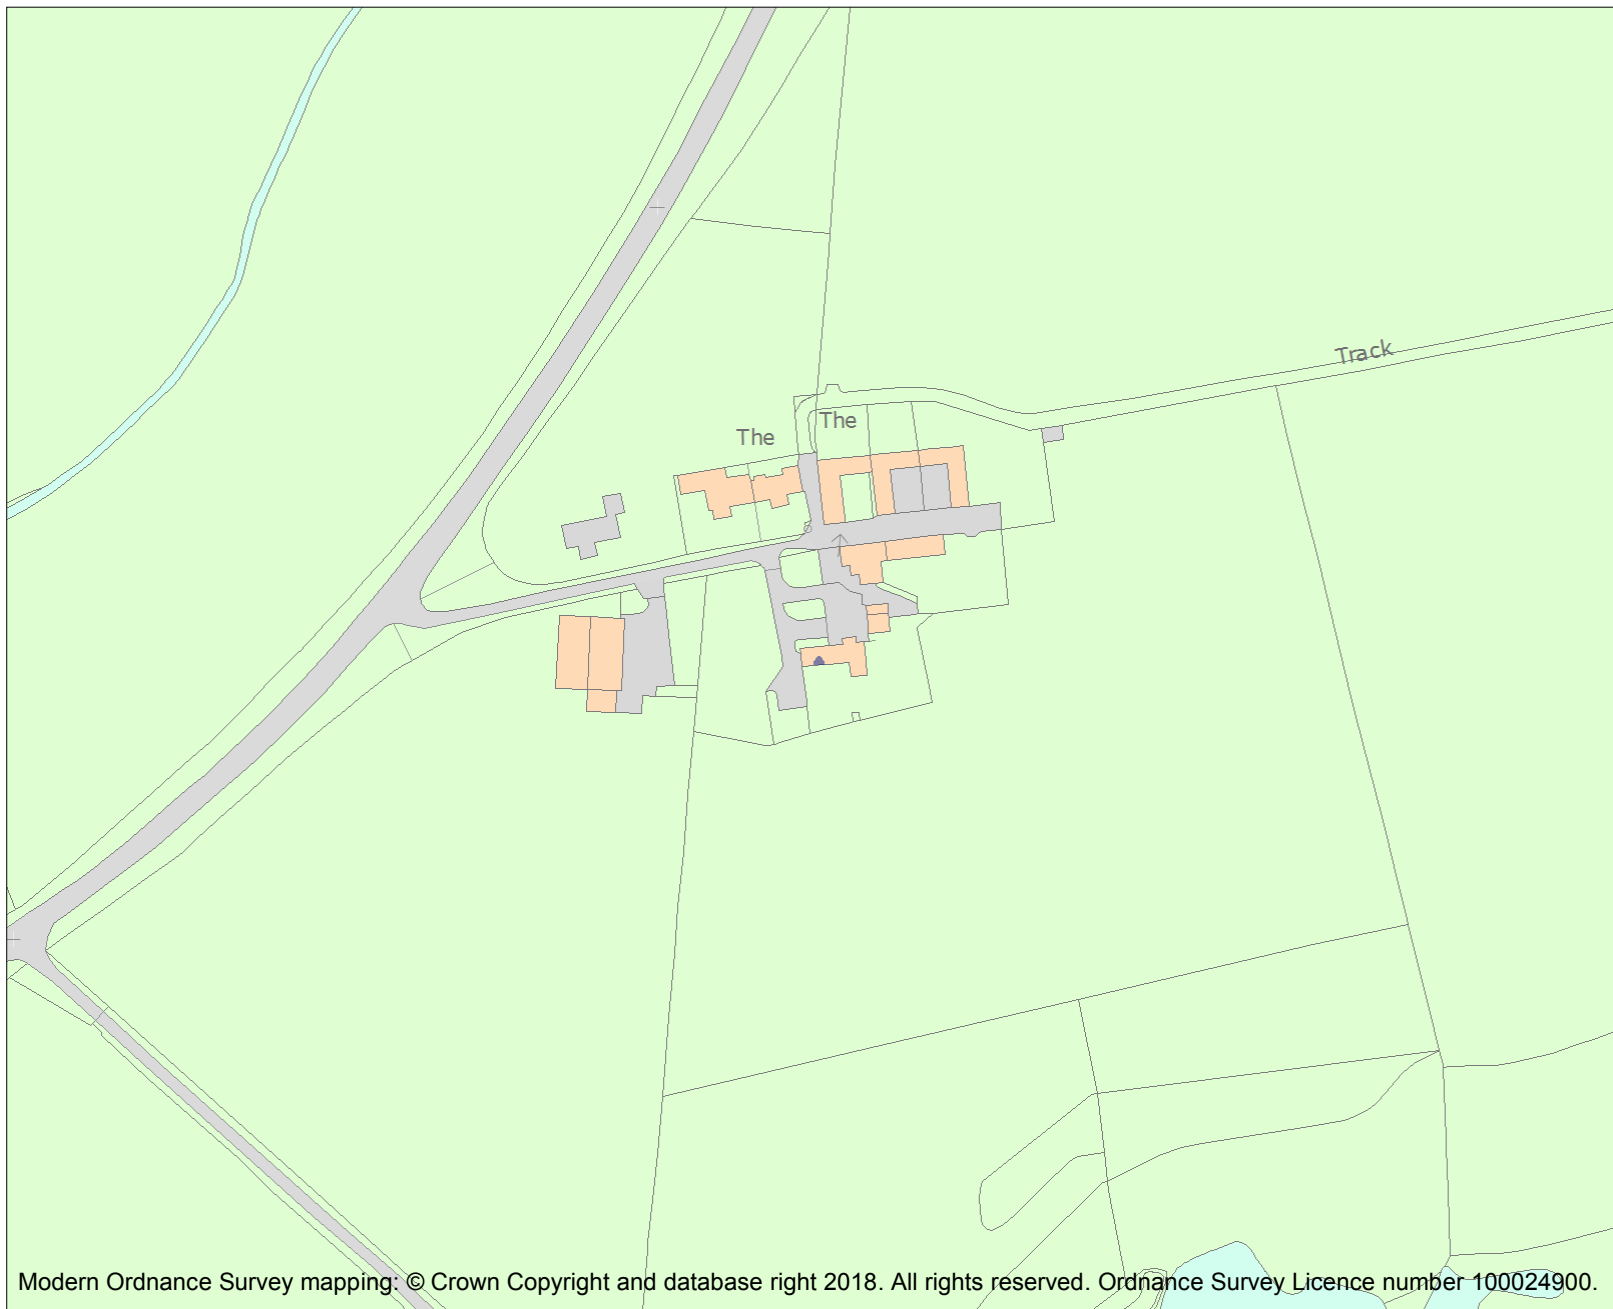 Track
The
The
Modern Ordnance Survey mapping: © Crown Copyright and database right 2018. All rights reserved. Ordnance Survey Licence number 100024900.